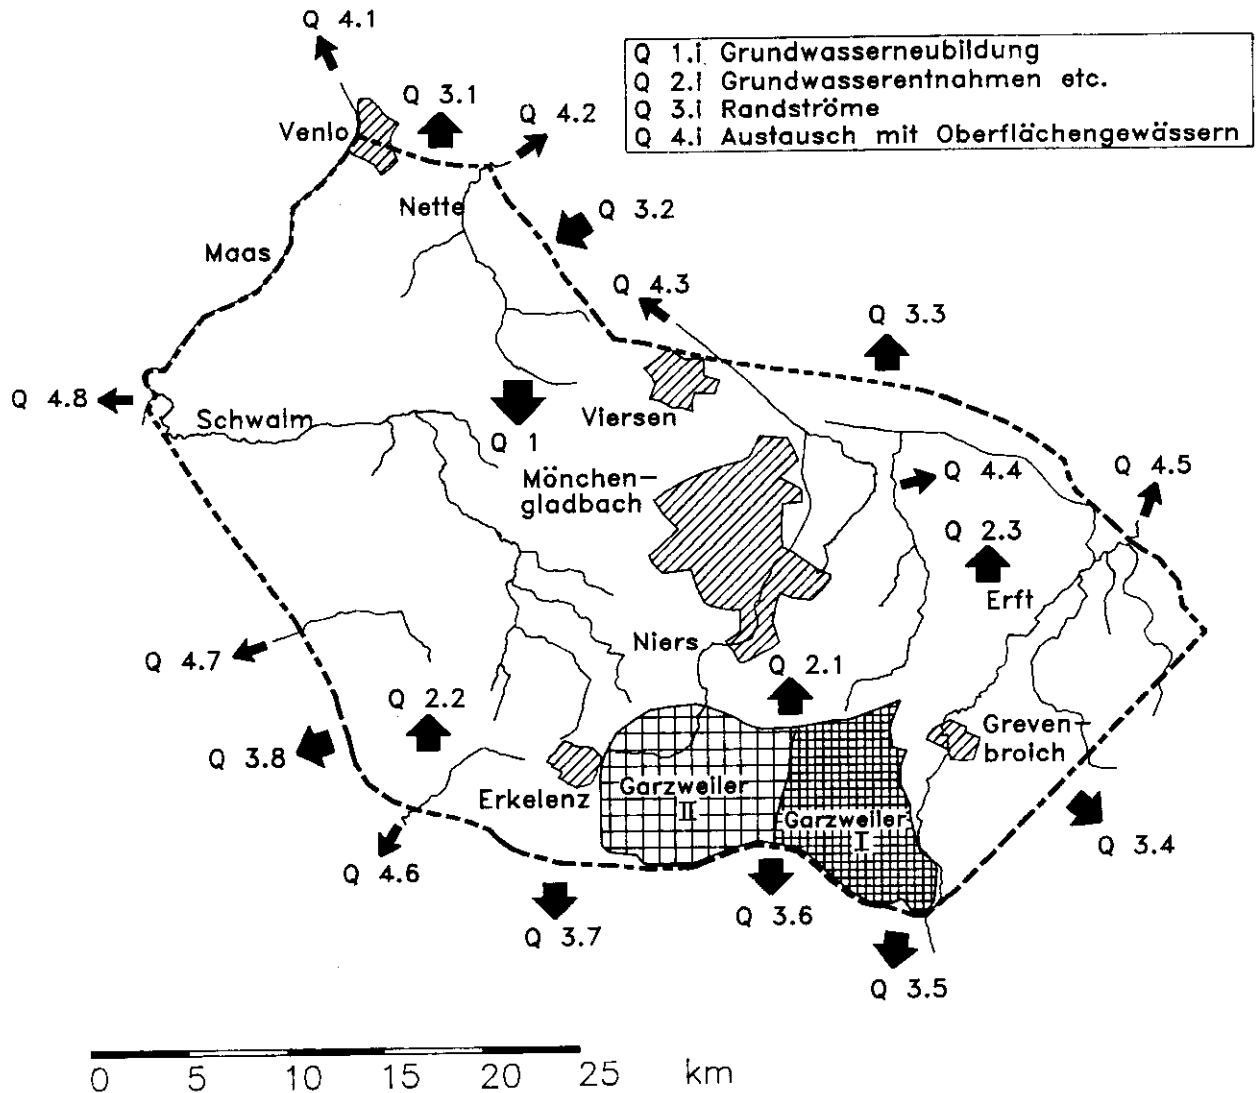 Q 4.1
Q 1.i Grundwasserneubildung
Q 2.i Grundwasserentnahmen etc.
Q 3.i Randströme
Q 4.i Austausch mit Oberflächengewässern
Q 3.1
Q 4.2
Venlo
Nette
Q 3.2
Maas
Q 4.3
Q 3.3
Q 4.8
Schwalm
Viersen
Q 1
Mönchen-
gladbach
Q 4.4
Q 4.5
Q 2.3
Erft
Niers
Q 4.7
Q 2.1
Q 2.2
Greven-
broich
Q 3.8
Erkelenz
Garzweiler
II
Garzweiler
I
Q 3.4
Q 4.6
Q 3.7
Q 3.6
Q 3.5
0 5 10 15 20 25 km